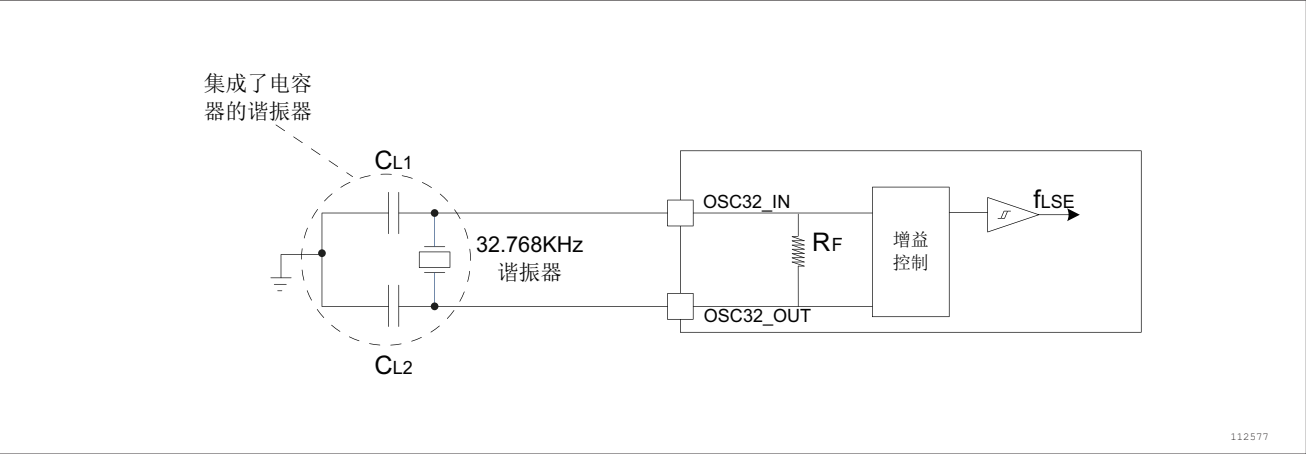 集成了电容
器的谐振器
CL1
OSC32_IN
fLSE
32.768KHz
谐振器
RF
增益
控制
OSC32_OUT
CL2
112577